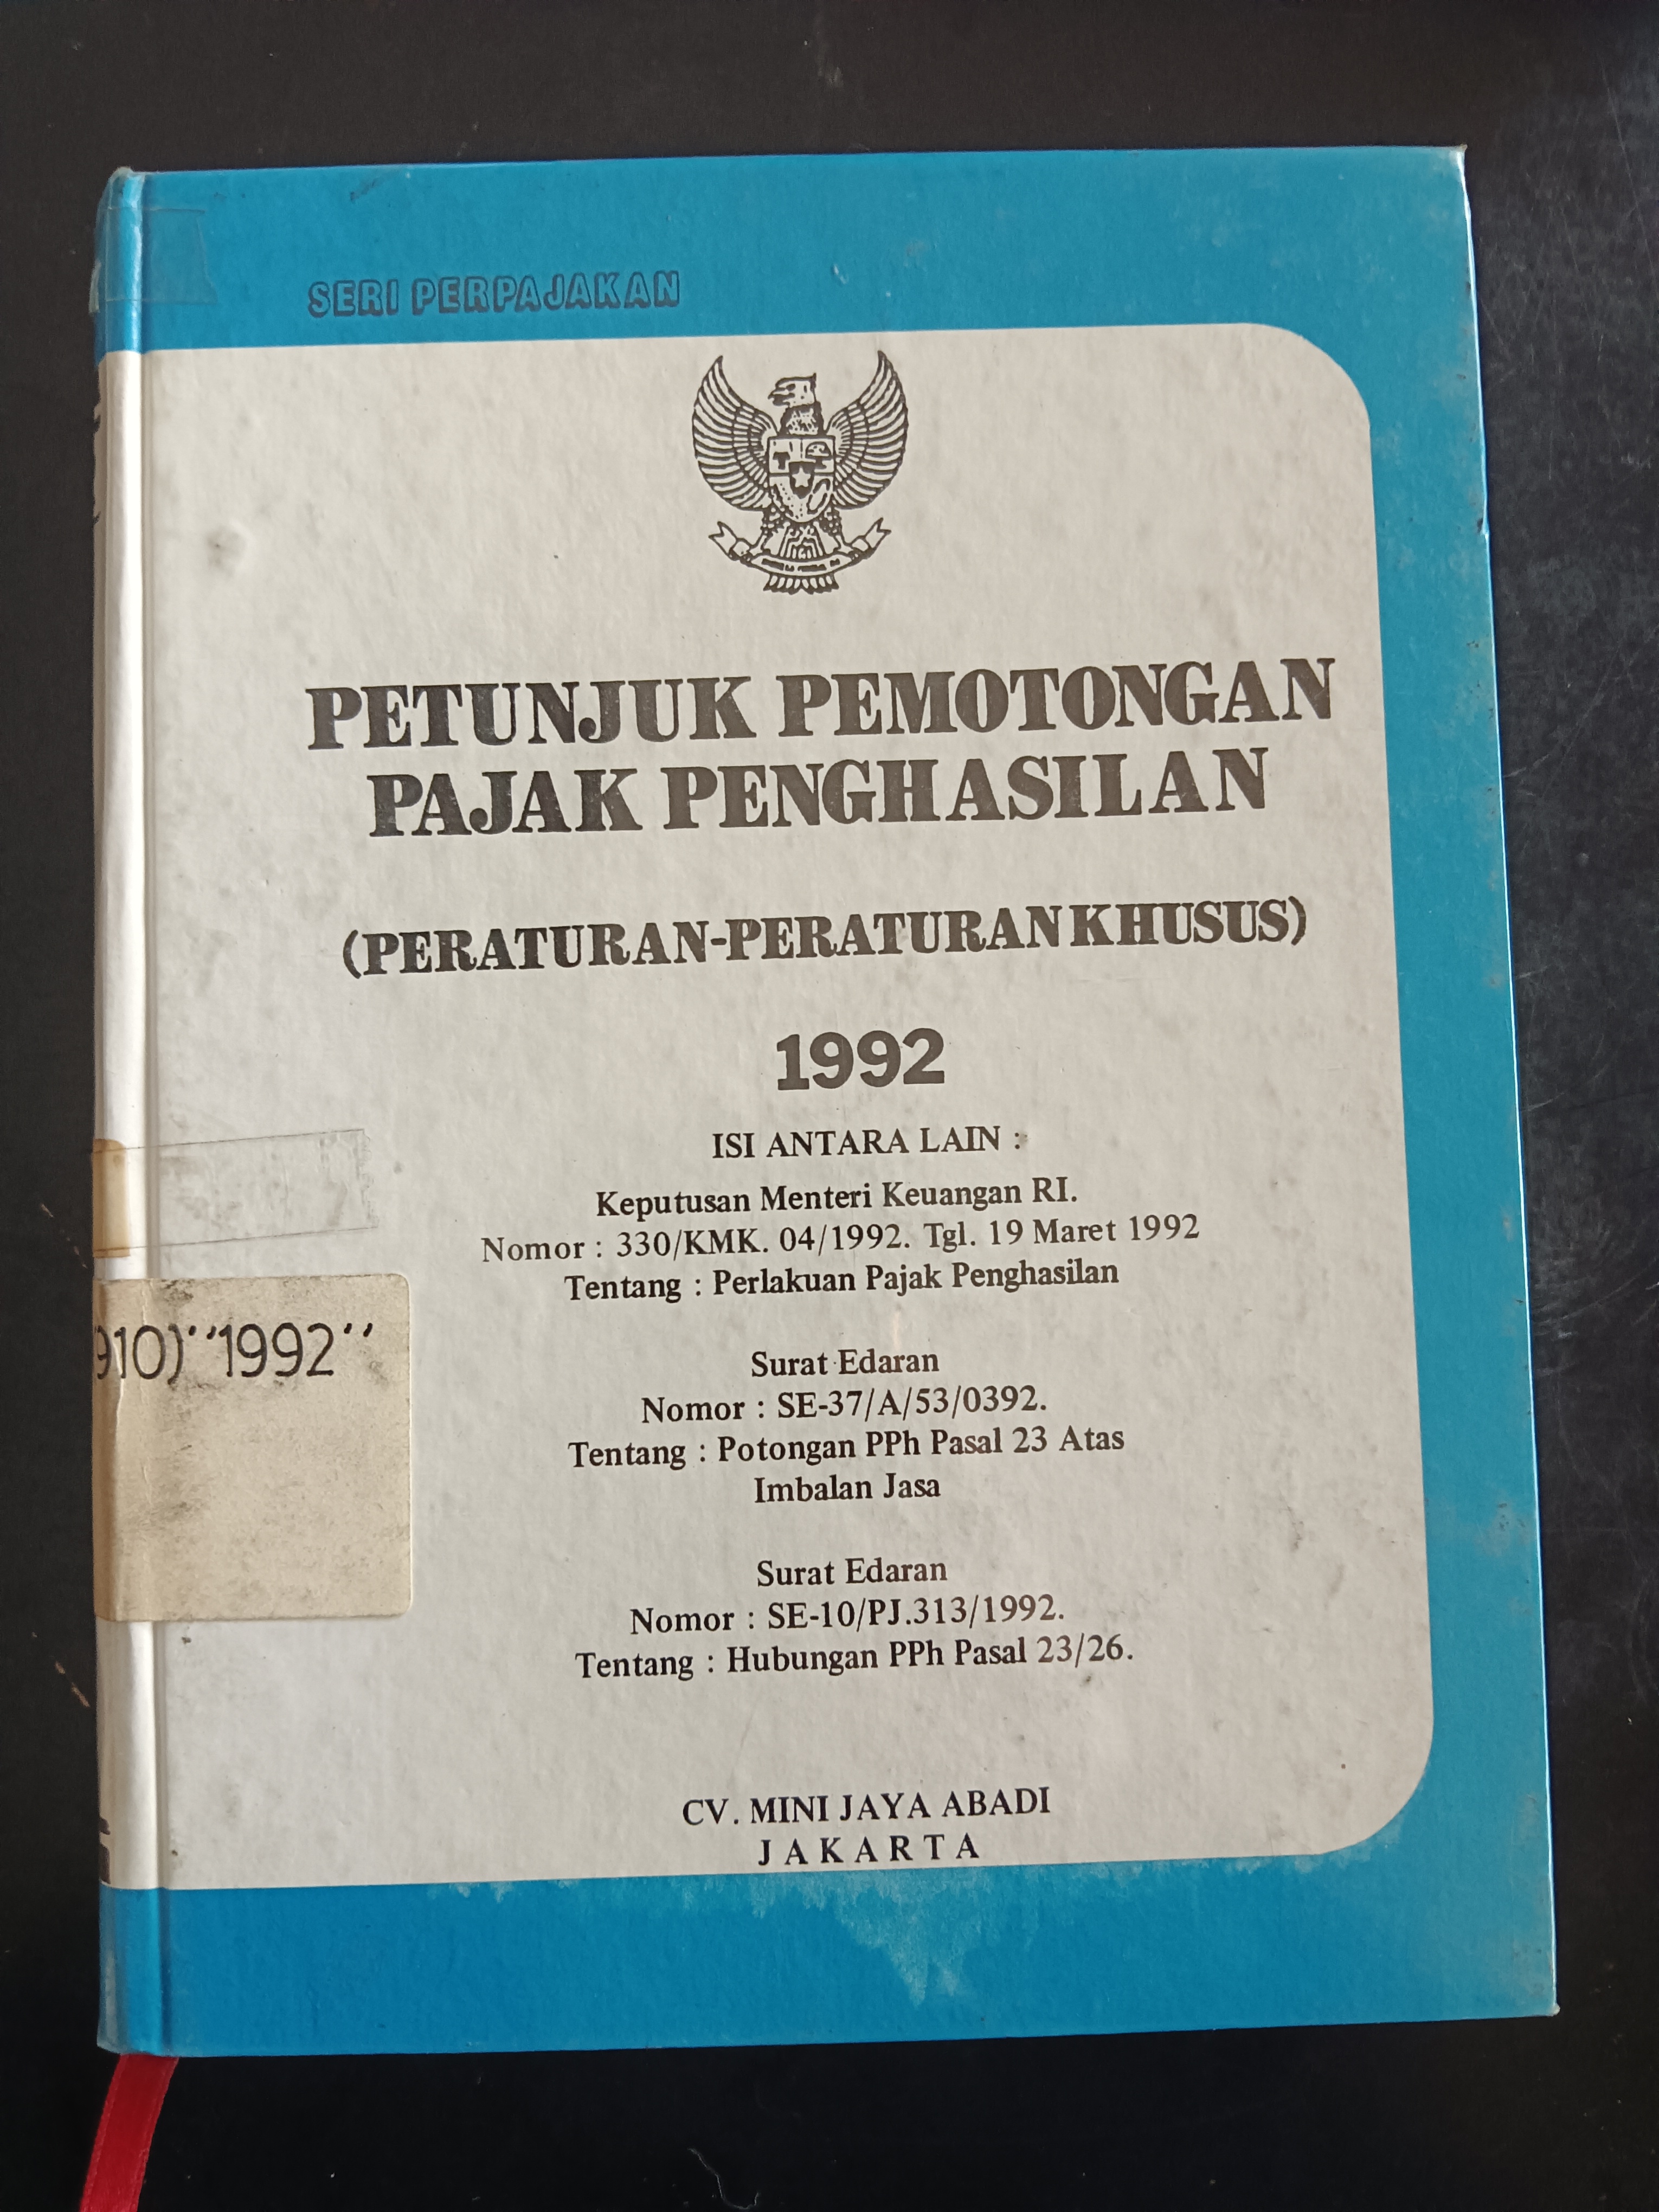 SERI PERPAJAKAN
PETUNJUK PEMOTONGAN
PAJAK PENGHASILAN
(PERATURAN-PERATURAN KHUSUS)
1992
ISI ANTARA LAIN :
Keputusan Menteri Keuangan RI.
Nomor : 330/KMK. 04/1992. Tgl. 19 Maret 1992
Tentang : Perlakuan Pajak Penghasilan
910)''1992''
Surat Edaran
Nomor : SE-37/A/53/0392.
Tentang : Potongan PPh Pasal 23 Atas
Imbalan Jasa
Surat Edaran
Nomor : SE-10/PJ.313/1992.
Tentang : Hubungan PPh Pasal 23/26.
CV. MINI JAYA ABADI
JAKARTA